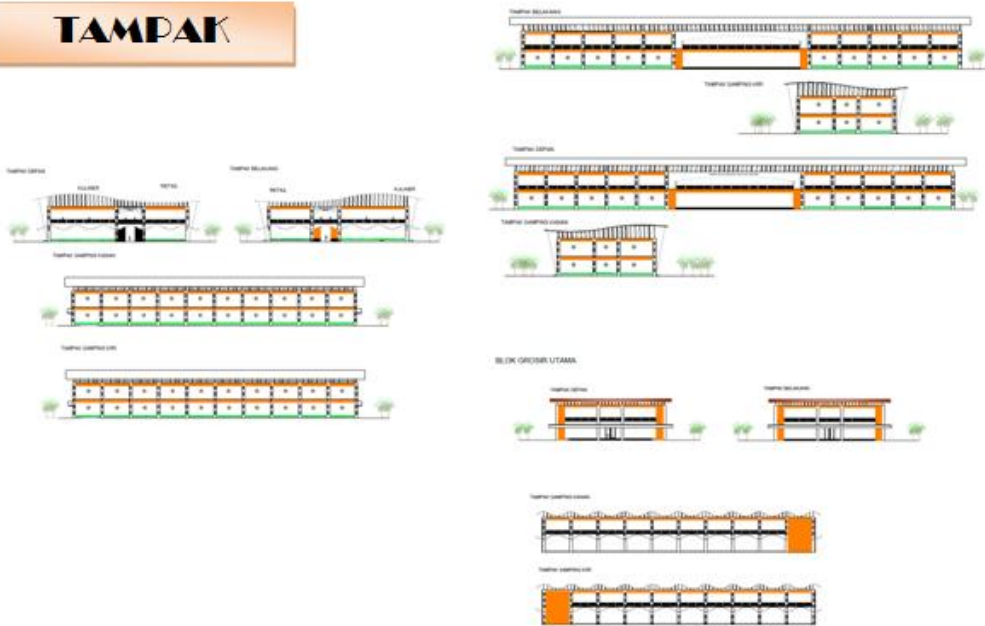 TAMPAK
TAMPAK DEPAN
KULINER
RETAIL
TAMPAK BELAKANG
RETAIL
KULINER
TAMPAK SAMPING KANAN
TAMPAK SAMPING KIRI
TAMPAK BELAKANG
TAMPAK SAMPING KIRI
TAMPAK DEPAN
TAMPAK SAMPING KANAN
BLOK GROSIR UTAMA
TAMPAK DEPAN
TAMPAK BELAKANG
TAMPAK SAMPING KANAN
TAMPAK SAMPING KIRI